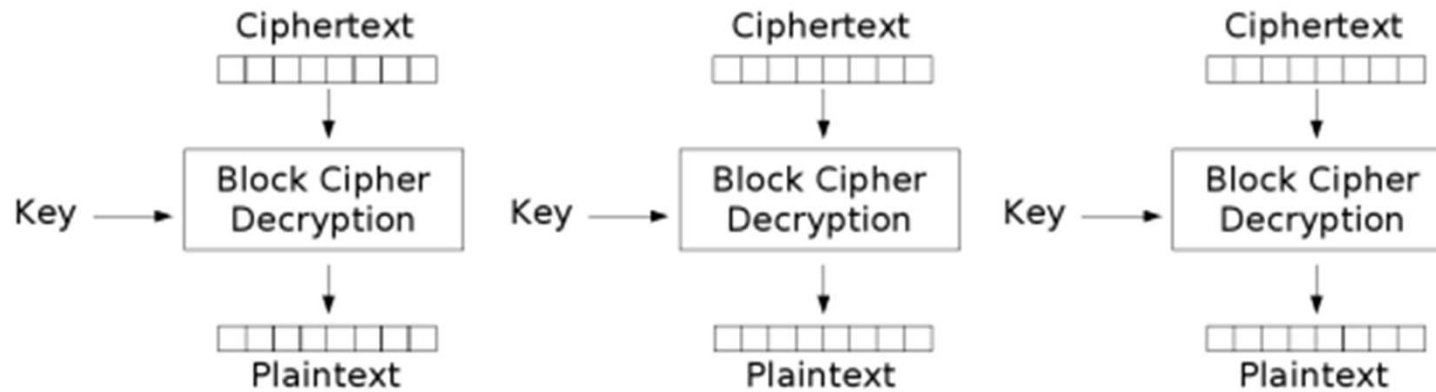 Ciphertext Ciphertext Ciphertext
Key Block Cipher Decryption Key Block Cipher Decryption Key Block Cipher Decryption
Plaintext Plaintext Plaintext